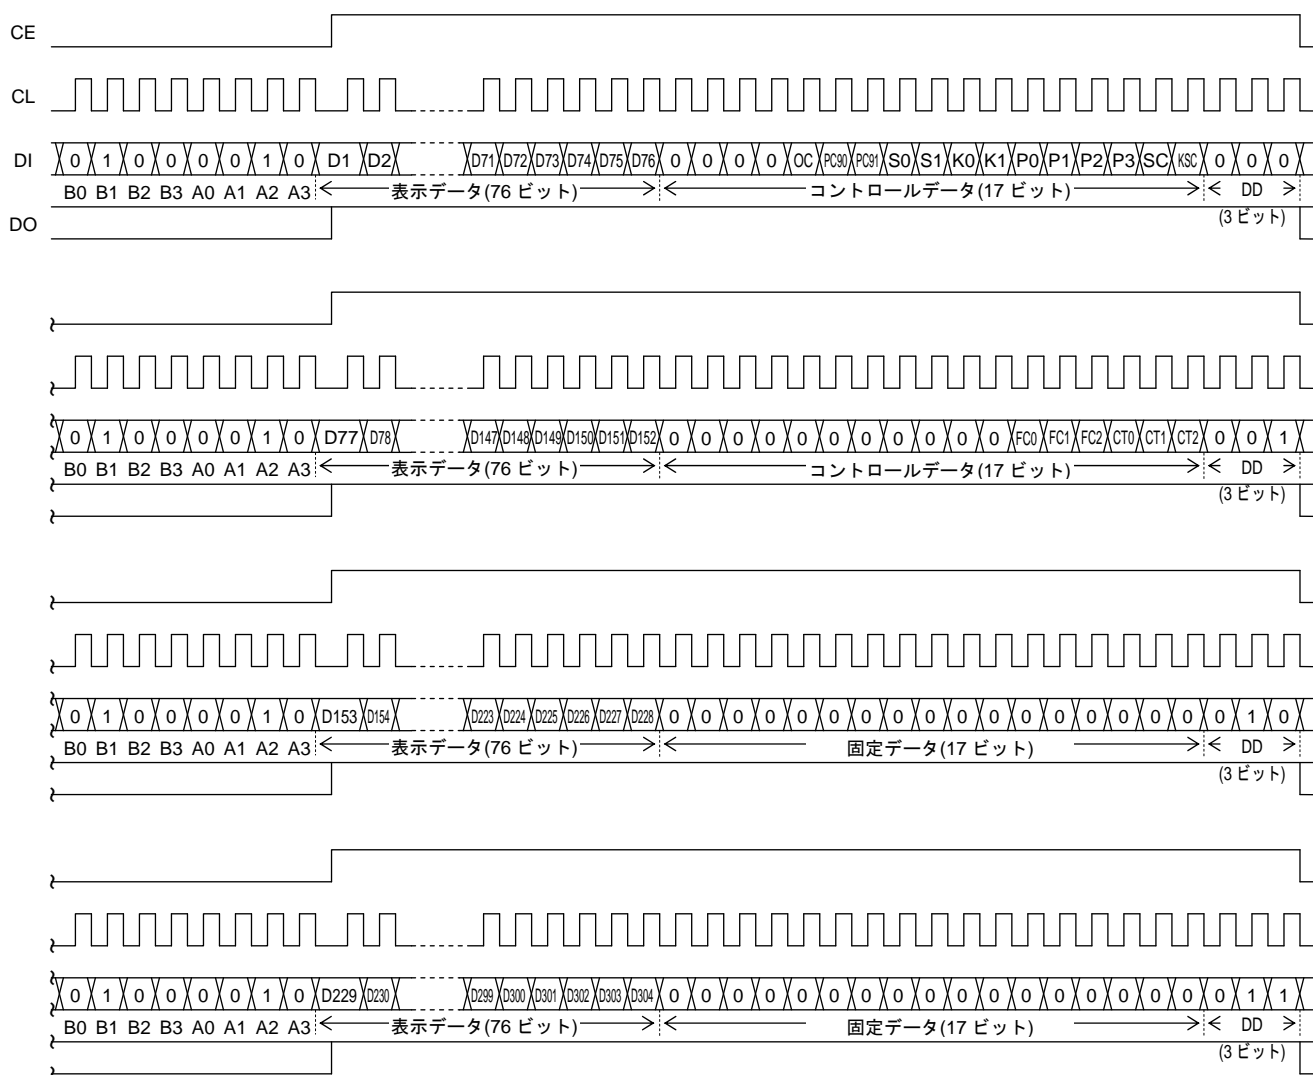 CE
CL
DI 0 1 0 0 0 0 1 0 D1 D2 D71 D72 D73 D74 D75 D76 0 0 0 0 OC PC90 PC91 S0 S1 K0 K1 P0 P1 P2 P3 SC KSC 0 0 0
B0 B1 B2 B3 A0 A1 A2 A3 表示データ(76 ビット) コントロールデータ(17 ビット) DD
DO (3 ビット)
0 1 0 0 0 0 1 0 D77 D78 D147 D148 D149 D150 D151 D152 0 0 0 0 0 0 0 0 0 0 0 FC0 FC1 FC2 CT0 CT1 CT2 0 0 1
B0 B1 B2 B3 A0 A1 A2 A3 表示データ(76 ビット) コントロールデータ(17 ビット) DD
(3 ビット)
0 1 0 0 0 0 1 0 D153 D154 D223 D224 D225 D226 D227 D228 0 0 0 0 0 0 0 0 0 0 0 0 0 0 0 0 0 0 1 0
B0 B1 B2 B3 A0 A1 A2 A3 表示データ(76 ビット) 固定データ(17 ビット) DD
(3 ビット)
0 1 0 0 0 0 1 0 D229 D230 D299 D300 D301 D302 D303 D304 0 0 0 0 0 0 0 0 0 0 0 0 0 0 0 0 0 0 1 1
B0 B1 B2 B3 A0 A1 A2 A3 表示データ(76 ビット) 固定データ(17 ビット) DD
(3 ビット)